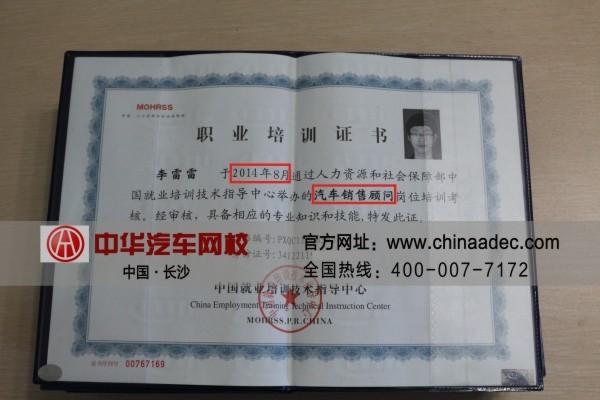 MOHRSS
职业培训证书
李雷雷 于2014年8月通过人力资源和社会保障部中
国就业培训技术指导中心举办的汽车销售顾问岗位培训考
核。经审核，具备相应的专业知识和技能，特发此证。
中华汽车网校
中国·长沙
官方网址：www.chinaadec.com
全国热线：400-007-7172
编号：PXQC1
证号：3412211
中国就业培训技术指导中心
China Employment Training Technical Instruction Center
MOHRSS.P.R.CHINA
00767169